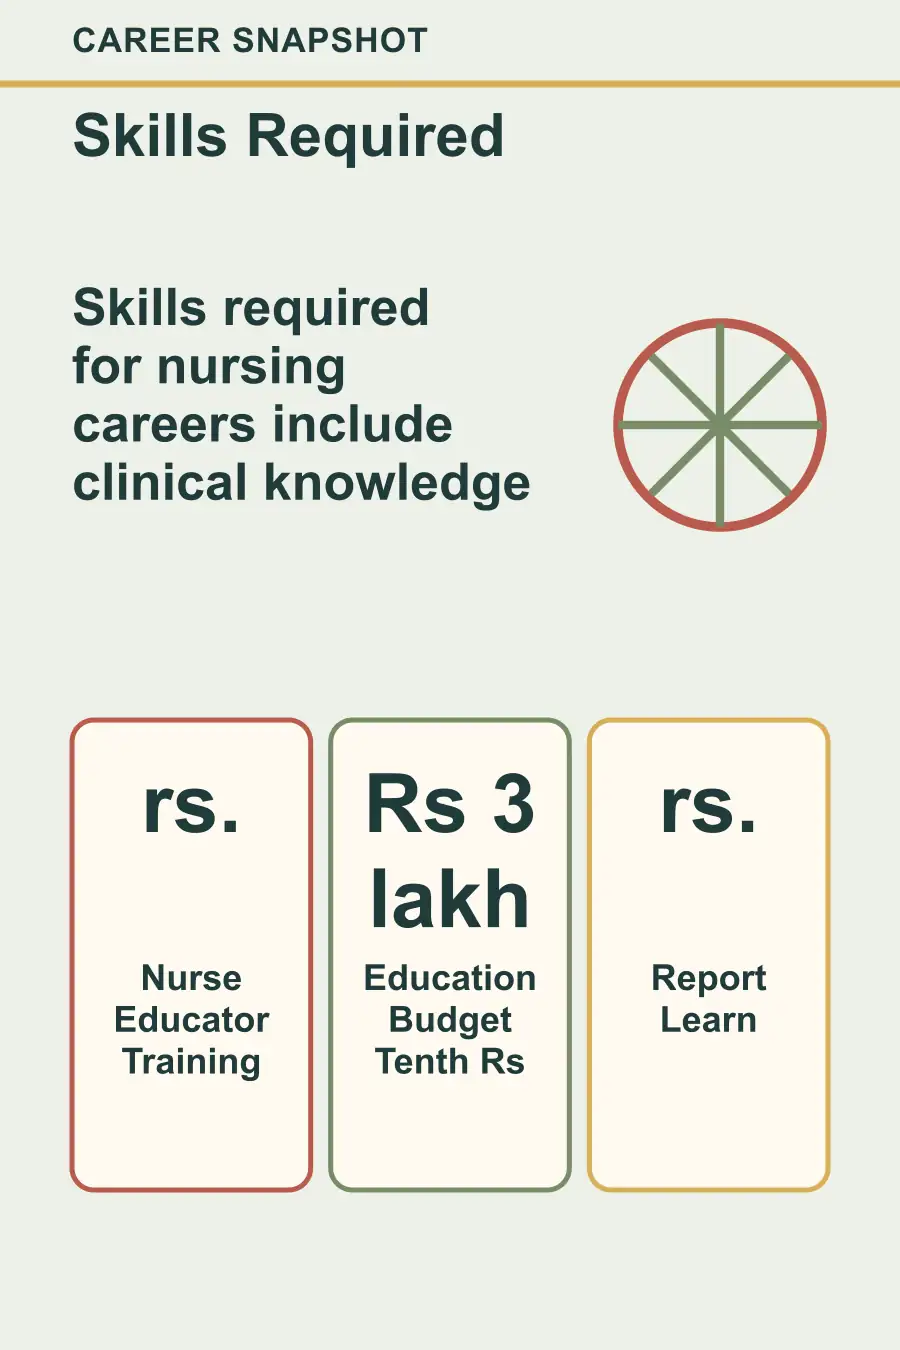 CAREER SNAPSHOT
Skills Required
Skills required
for nursing
careers include
clinical knowledge
rs.
Nurse
Educator
Training
Rs 3
lakh
Education
Budget
Tenth Rs
rs.
Report
Learn